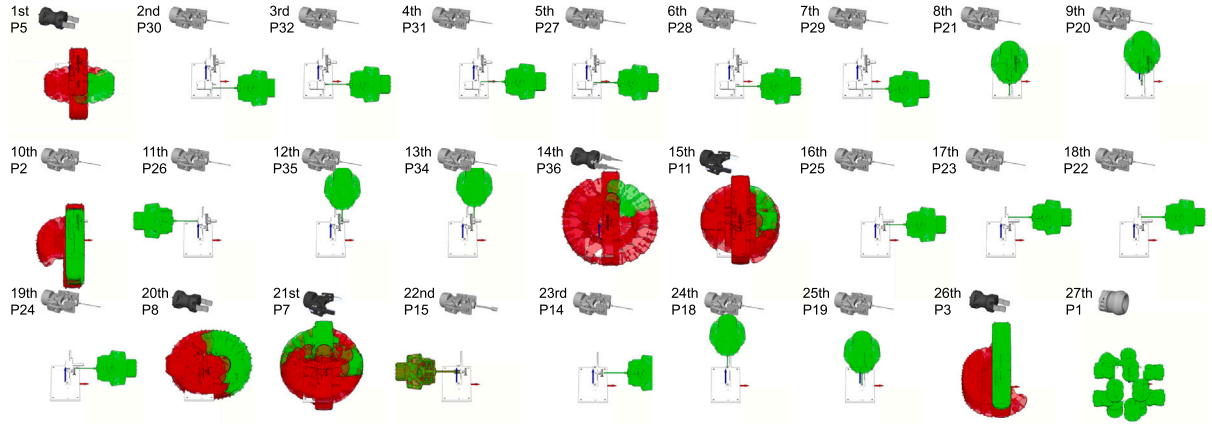 1st
P5
2nd
P30
3rd
P32
4th
P31
5th
P27
6th
P28
7th
P29
8th
P21
9th
P20
10th
P2
11th
P26
12th
P35
13th
P34
14th
P36
15th
P11
16th
P25
17th
P23
18th
P22
19th
P24
20th
P8
21st
P7
22nd
P15
23rd
P14
24th
P18
25th
P19
26th
P3
27th
P1